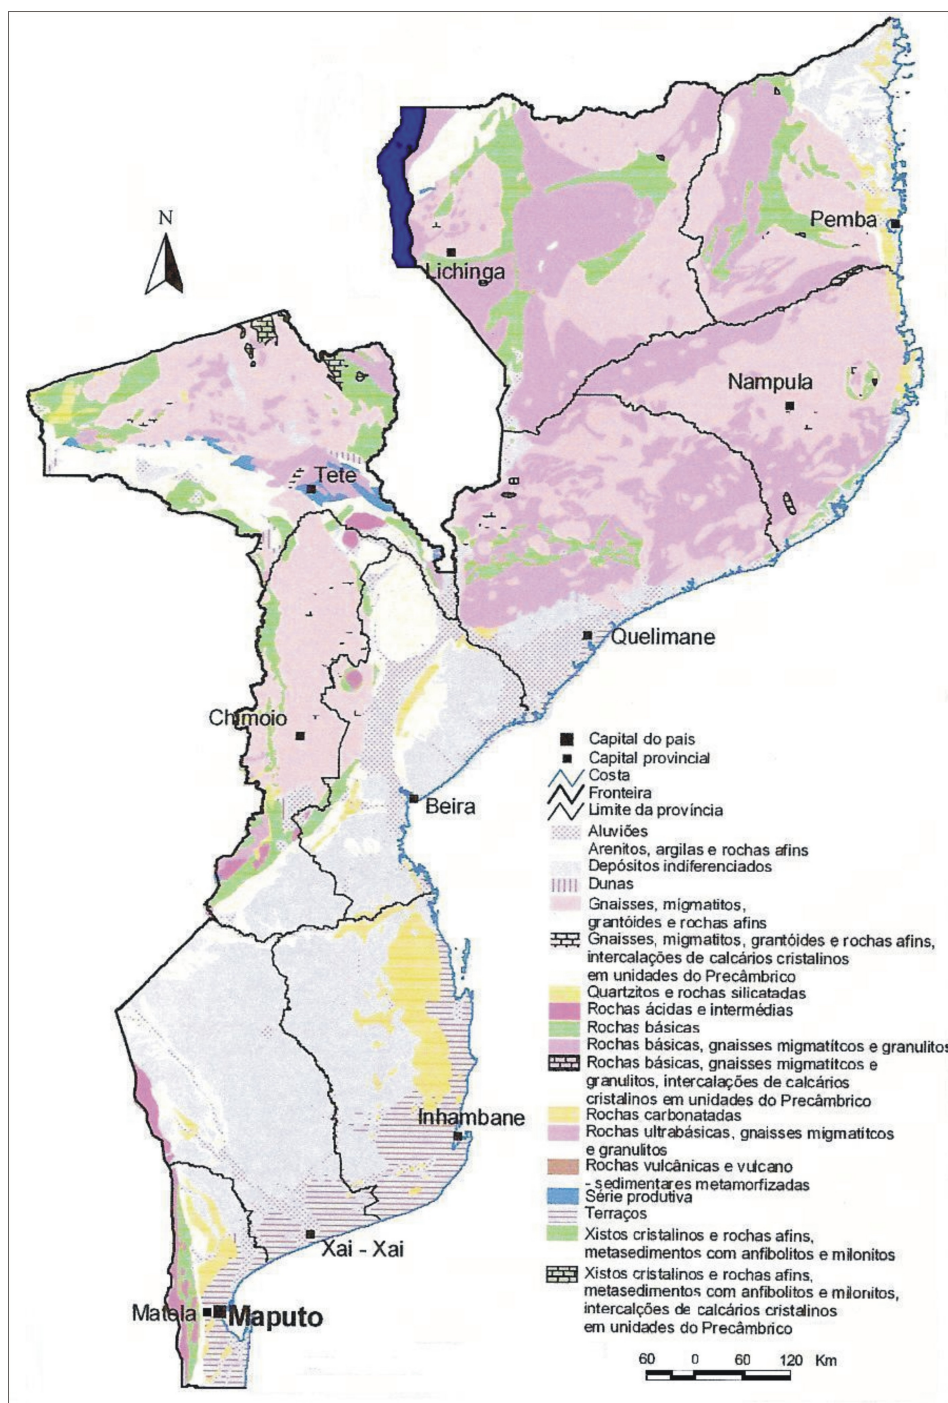 N
Pemba
Lichinga
Nampula
Tete
Quelimane
Chimoio
Beira
Inhambane
Xai - Xai
Matola
Maputo
Capital do país
Capital provincial
Costa
Fronteira
Limite da província
Aluviões
Arenitos, argilas e rochas afins
Depósitos indiferenciados
Dunas
Gnaisses, migmatitos,
grantóides e rochas afins
Gnaisses, migmatitos, grantóides e rochas afins,
intercalações de calcários cristalinos
em unidades do Precâmbrico
Quartzitos e rochas silicatadas
Rochas ácidas e intermédias
Rochas básicas
Rochas básicas, gnaisses migmatítcos e granulitos
Rochas básicas, gnaisses migmatítcos e
granulitos, intercalações de calcários
cristalinos em unidades do Precâmbrico
Rochas carbonatadas
Rochas ultrabásicas, gnaisses migmatítcos
e granulitos
Rochas vulcânicas e vulcano
- sedimentares metamorfizadas
Série produtiva
Terraços
Xistos cristalinos e rochas afins,
metasedimentos com anfibolitos e milonitos
Xistos cristalinos e rochas afins,
metasedimentos com anfibolitos e milonitos,
intercalções de calcários cristalinos
em unidades do Precâmbrico
60 0 60 120 Km